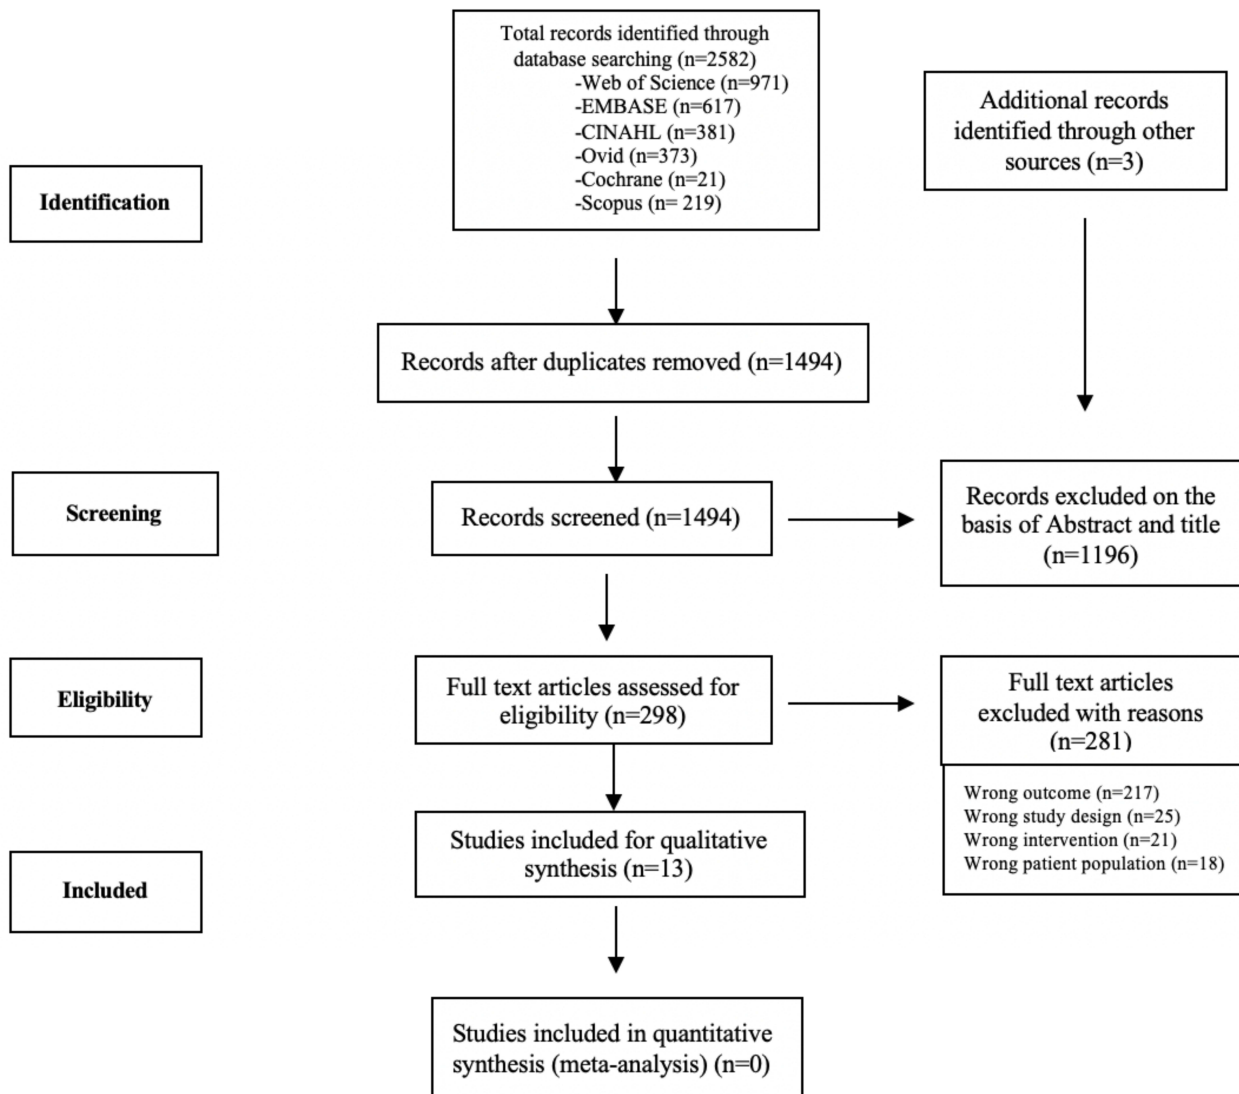 Total records identified through
database searching (n=2582)
-Web of Science (n=971)
-EMBASE (n=617)
-CINAHL (n=381)
-Ovid (n=373)
-Cochrane (n=21)
-Scopus (n= 219)
Additional records
identified through other
sources (n=3)
Identification
Records after duplicates removed (n=1494)
Screening
Records screened (n=1494)
Records excluded on the
basis of Abstract and title
(n=1196)
Eligibility
Full text articles assessed for
eligibility (n=298)
Full text articles
excluded with reasons
(n=281)
Wrong outcome (n=217)
Wrong study design (n=25)
Wrong intervention (n=21)
Wrong patient population (n=18)
Included
Studies included for qualitative
synthesis (n=13)
Studies included in quantitative
synthesis (meta-analysis) (n=0)